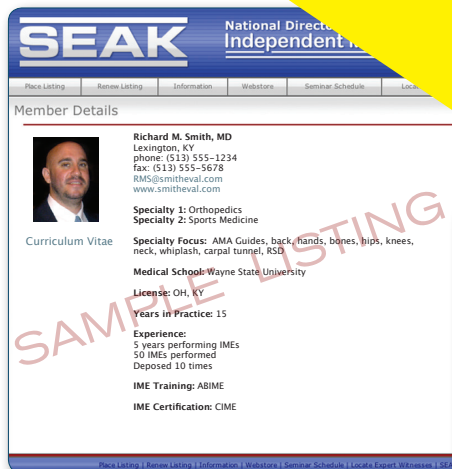 SEAK
National Direct
Independent
Place Listing Renew Listing Information Webstore Seminar Schedule Loca
Member Details
Richard M. Smith, MD
Lexington, KY
phone: (513) 555-1234
fax: (513) 555-5678
RMS@smitheval.com
www.smitheval.com
Specialty 1: Orthopedics
Specialty 2: Sports Medicine
Curriculum Vitae
Specialty Focus: AMA Guides, back, hands, bones, hips, knees,
neck, whiplash, carpal tunnel, RSD
Medical School: Wayne State University
License: OH, KY
Years in Practice: 15
Experience:
5 years performing IMEs
50 IMEs performed
Deposed 10 times
IME Training: ABIME
IME Certification: CIME
SAMPLE LISTING
Place Listing | Renew Listing | Information | Webstore | Seminar Schedule | Locate Expert Witnesses | SEA